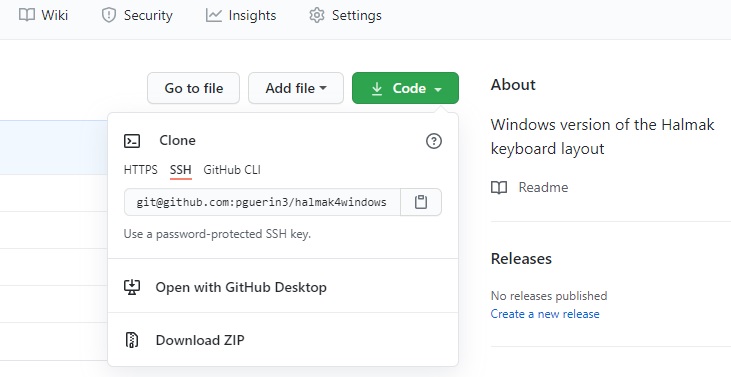 Wiki Security Insights Settings
Go to file Add file Code
About
Windows version of the Halmak
keyboard layout
Readme
Releases
No releases published
Create a new release
Clone
HTTPS SSH GitHub CLI
git@github.com:pguerin3/halmak4windows
Use a password-protected SSH key.
Open with GitHub Desktop
Download ZIP